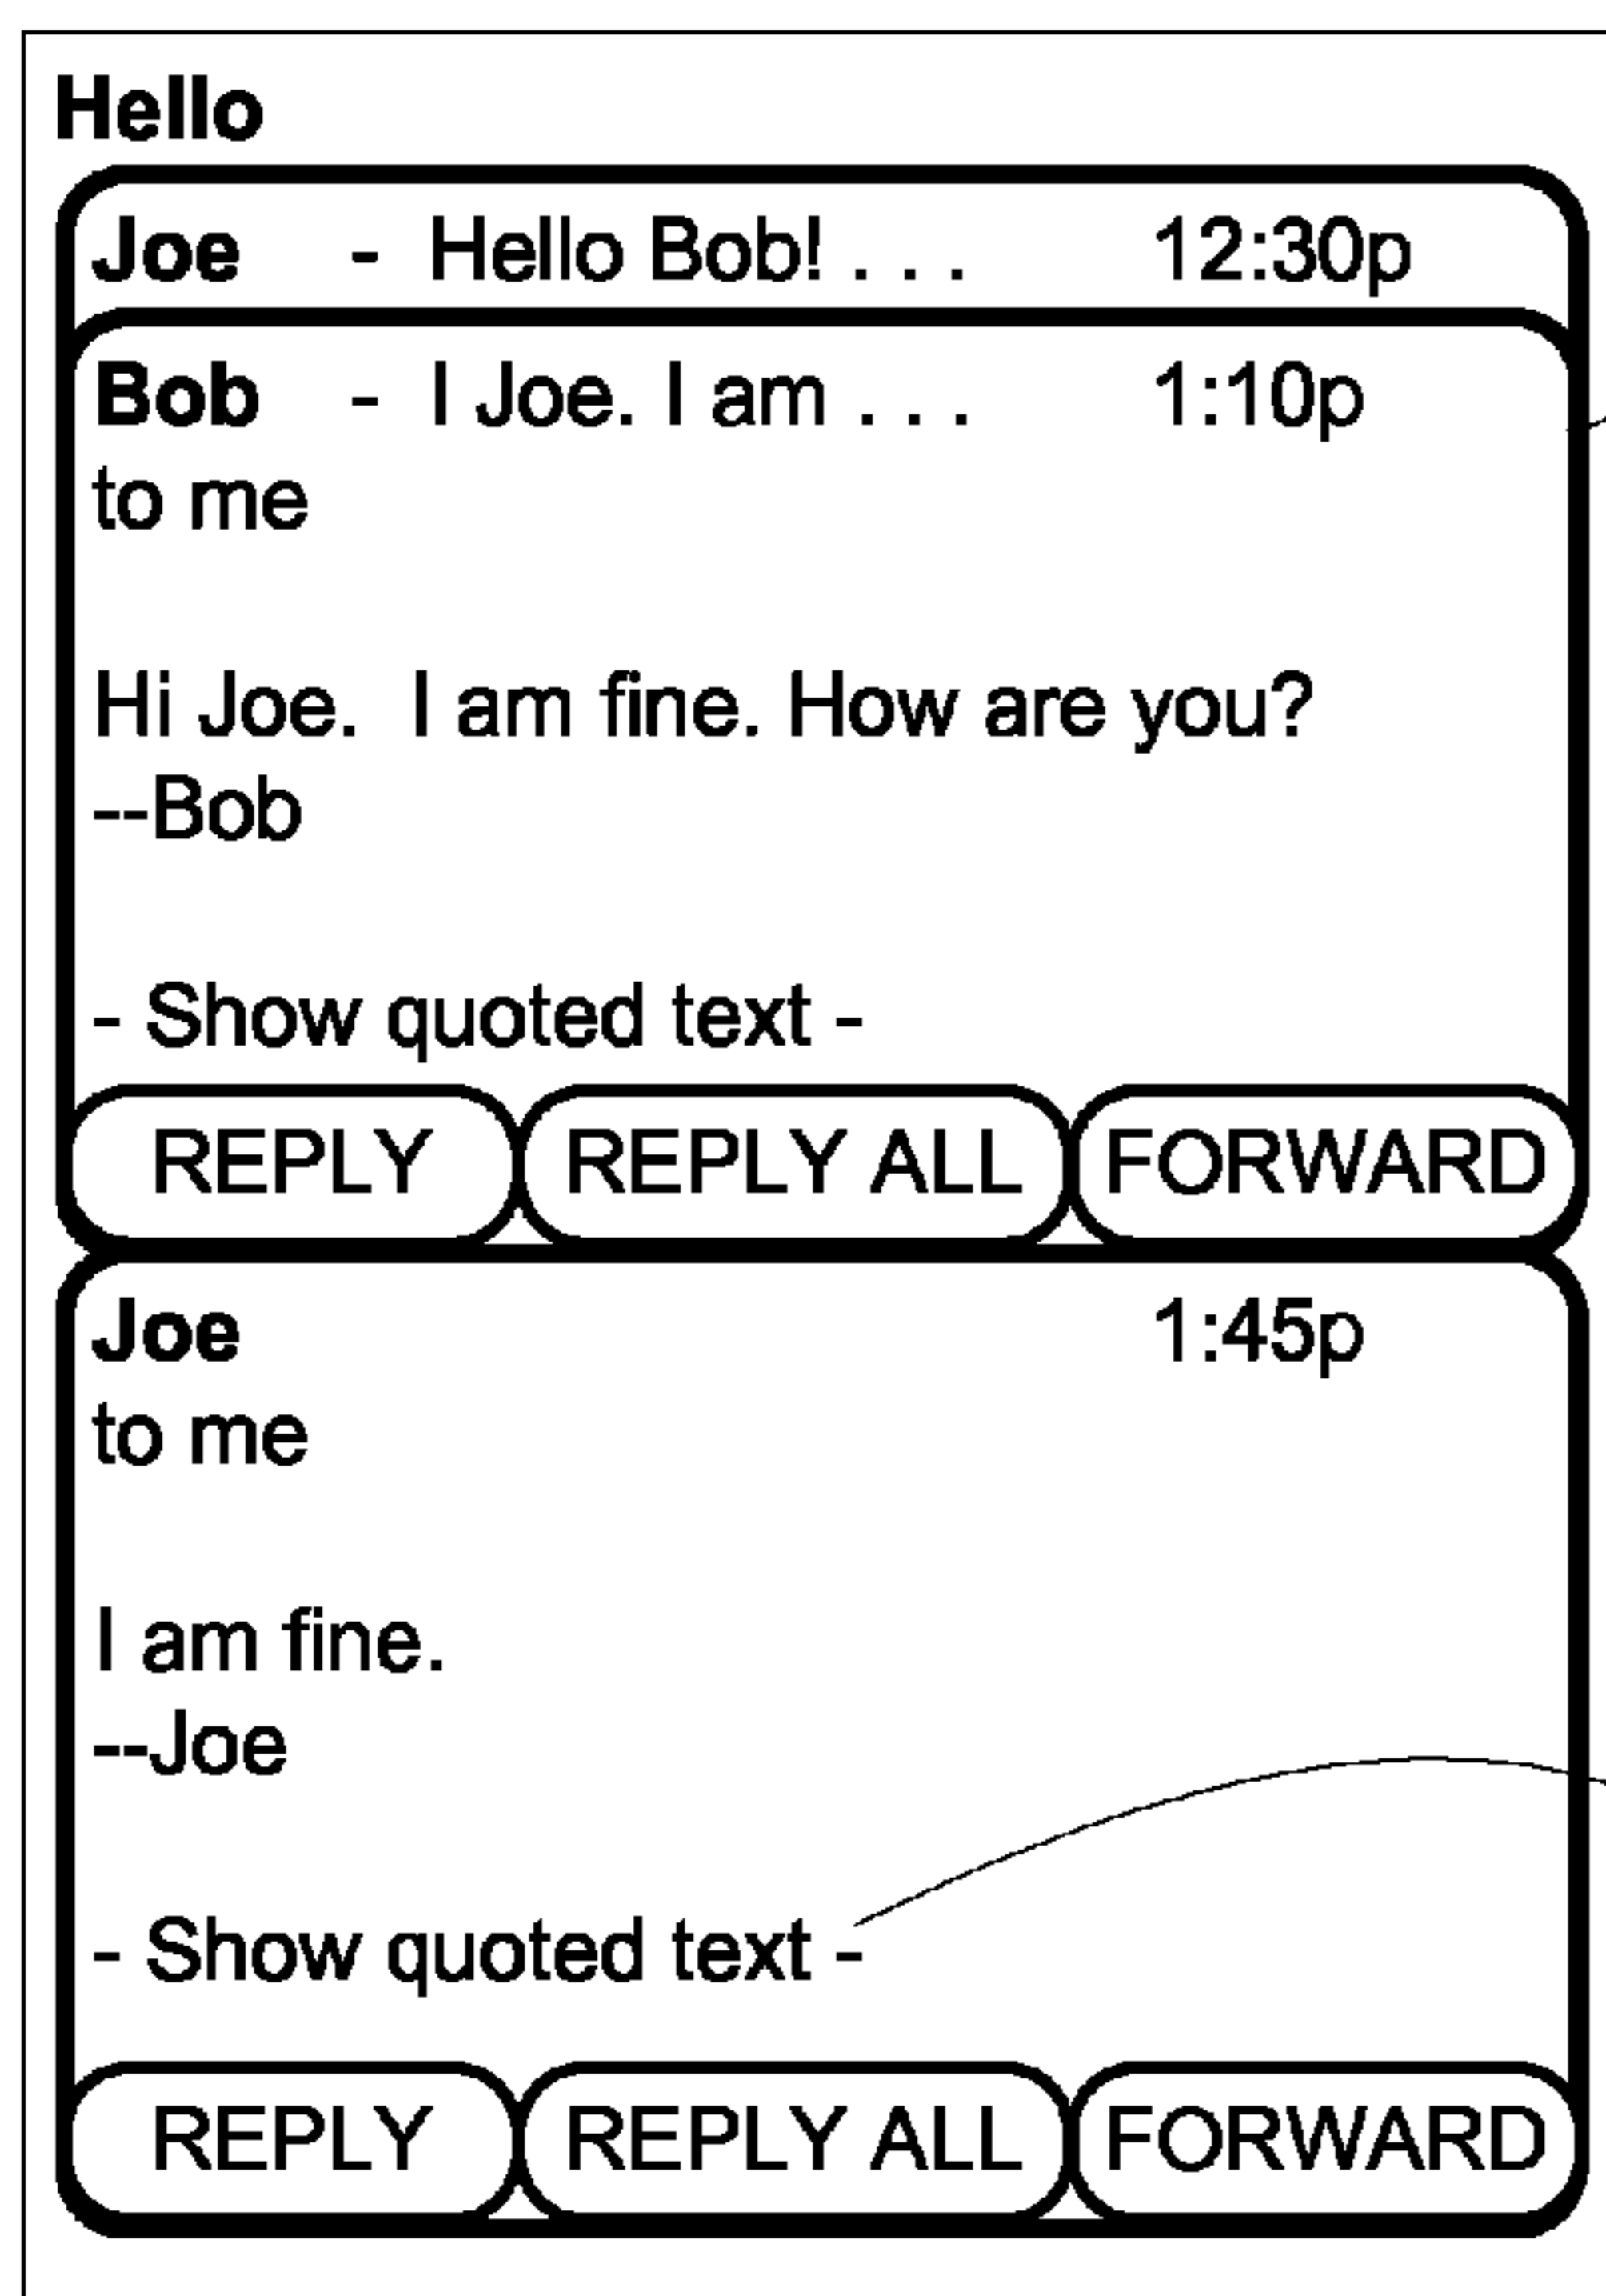 Hello
Joe - Hello Bob! . . . 12:30p
Bob - I Joe. I am . . . 1:10p
to me
Hi Joe. I am fine. How are you?
--Bob
- Show quoted text -
REPLY REPLY ALL FORWARD
Joe 1:45p
to me
I am fine.
--Joe
- Show quoted text -
REPLY REPLY ALL FORWARD